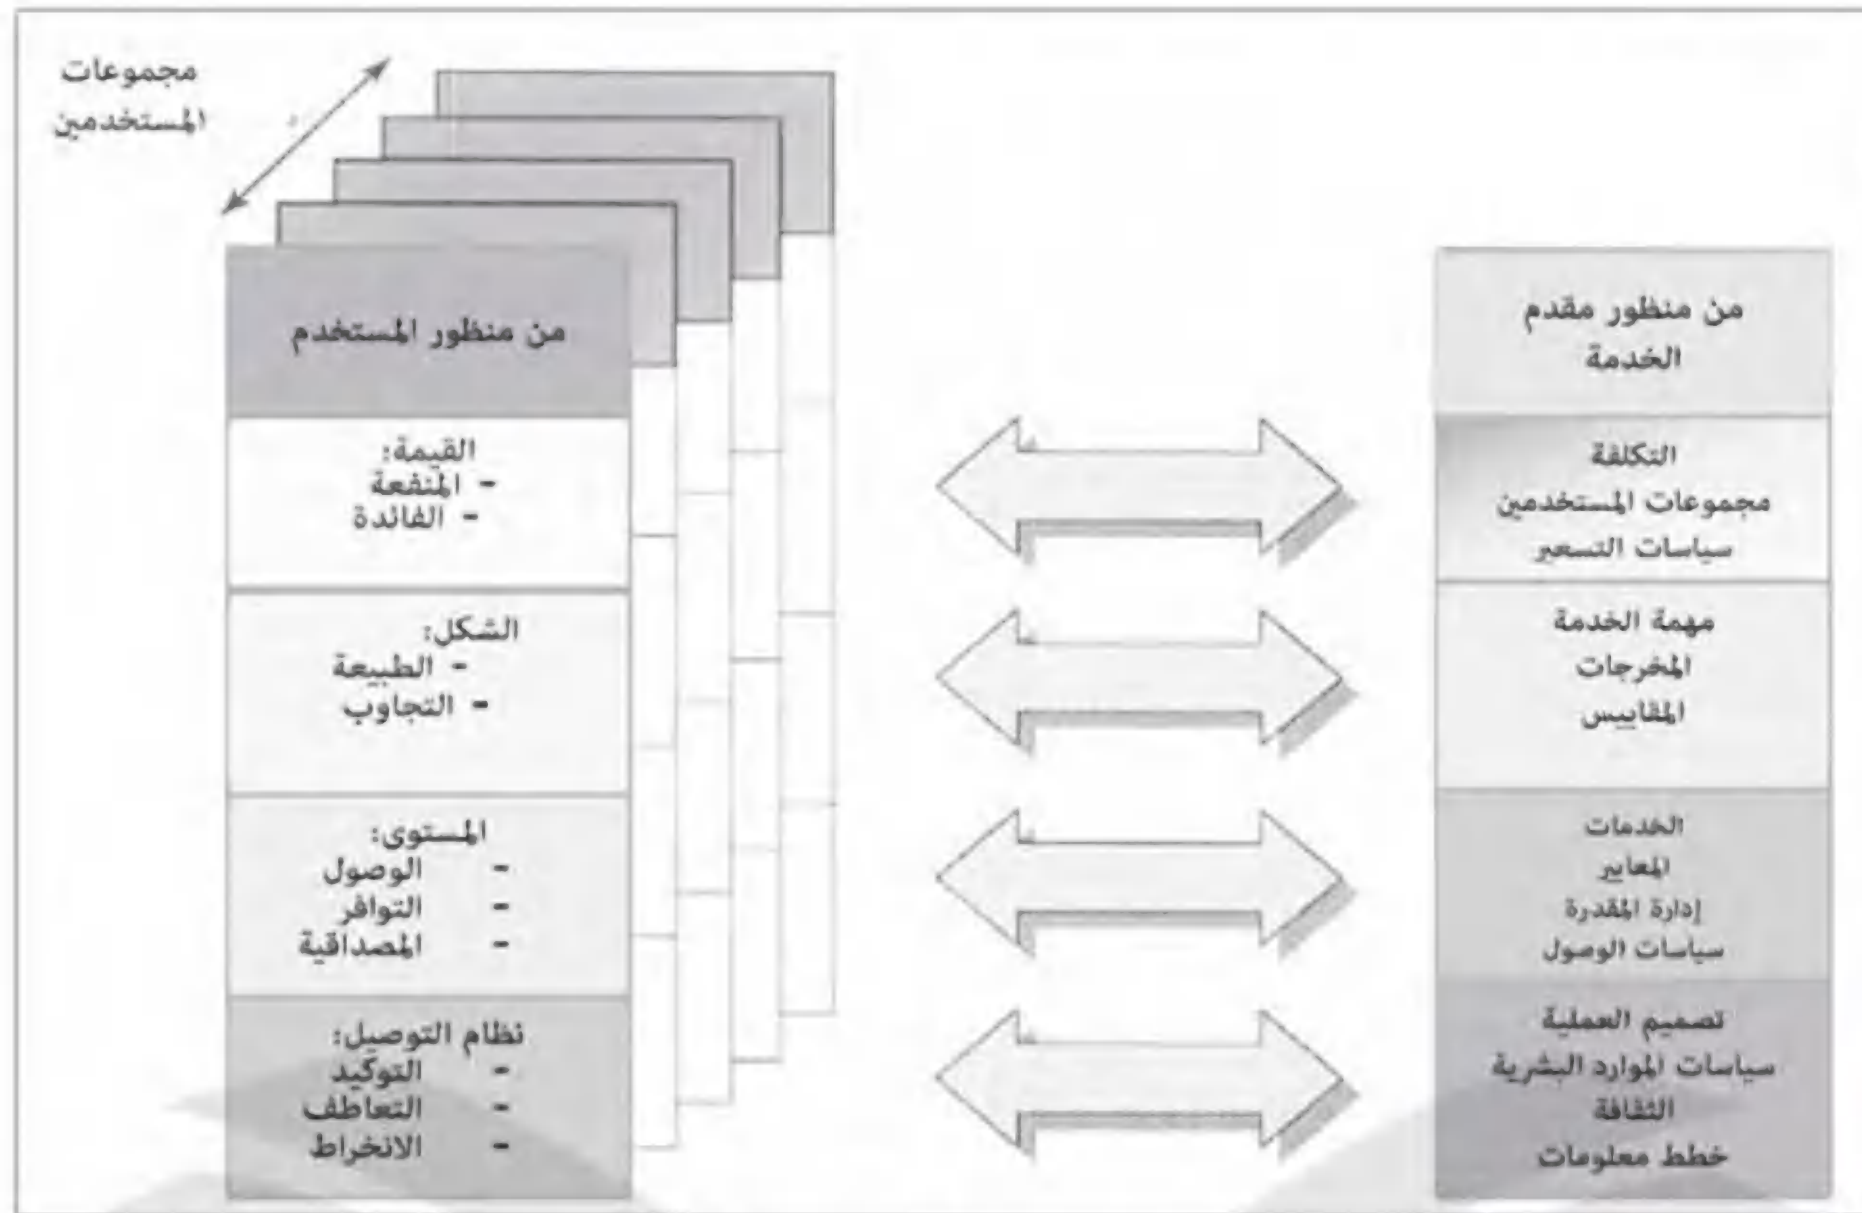 مجموعات
المستخدمين
من منظور مقدم
الخدمة
التكلفة
مجموعات المستخدمين
سياسات التسعير
مهمة الخدمة
المخرجات
المقاييس
الخدمات
المعايير
إدارة المقدرة
سياسات الوصول
تصميم العملية
سياسات الموارد البشرية
الثقافة
خطط معلومات
من منظور المستخدم
القيمة:
- المنفعة
- الفائدة
الشكل:
- الطبيعة
- التجاوب
المستوى:
- الوصول
- التوافر
- المصداقية
نظام التوصيل:
- التوكيد
- التعاطف
- الانخراط